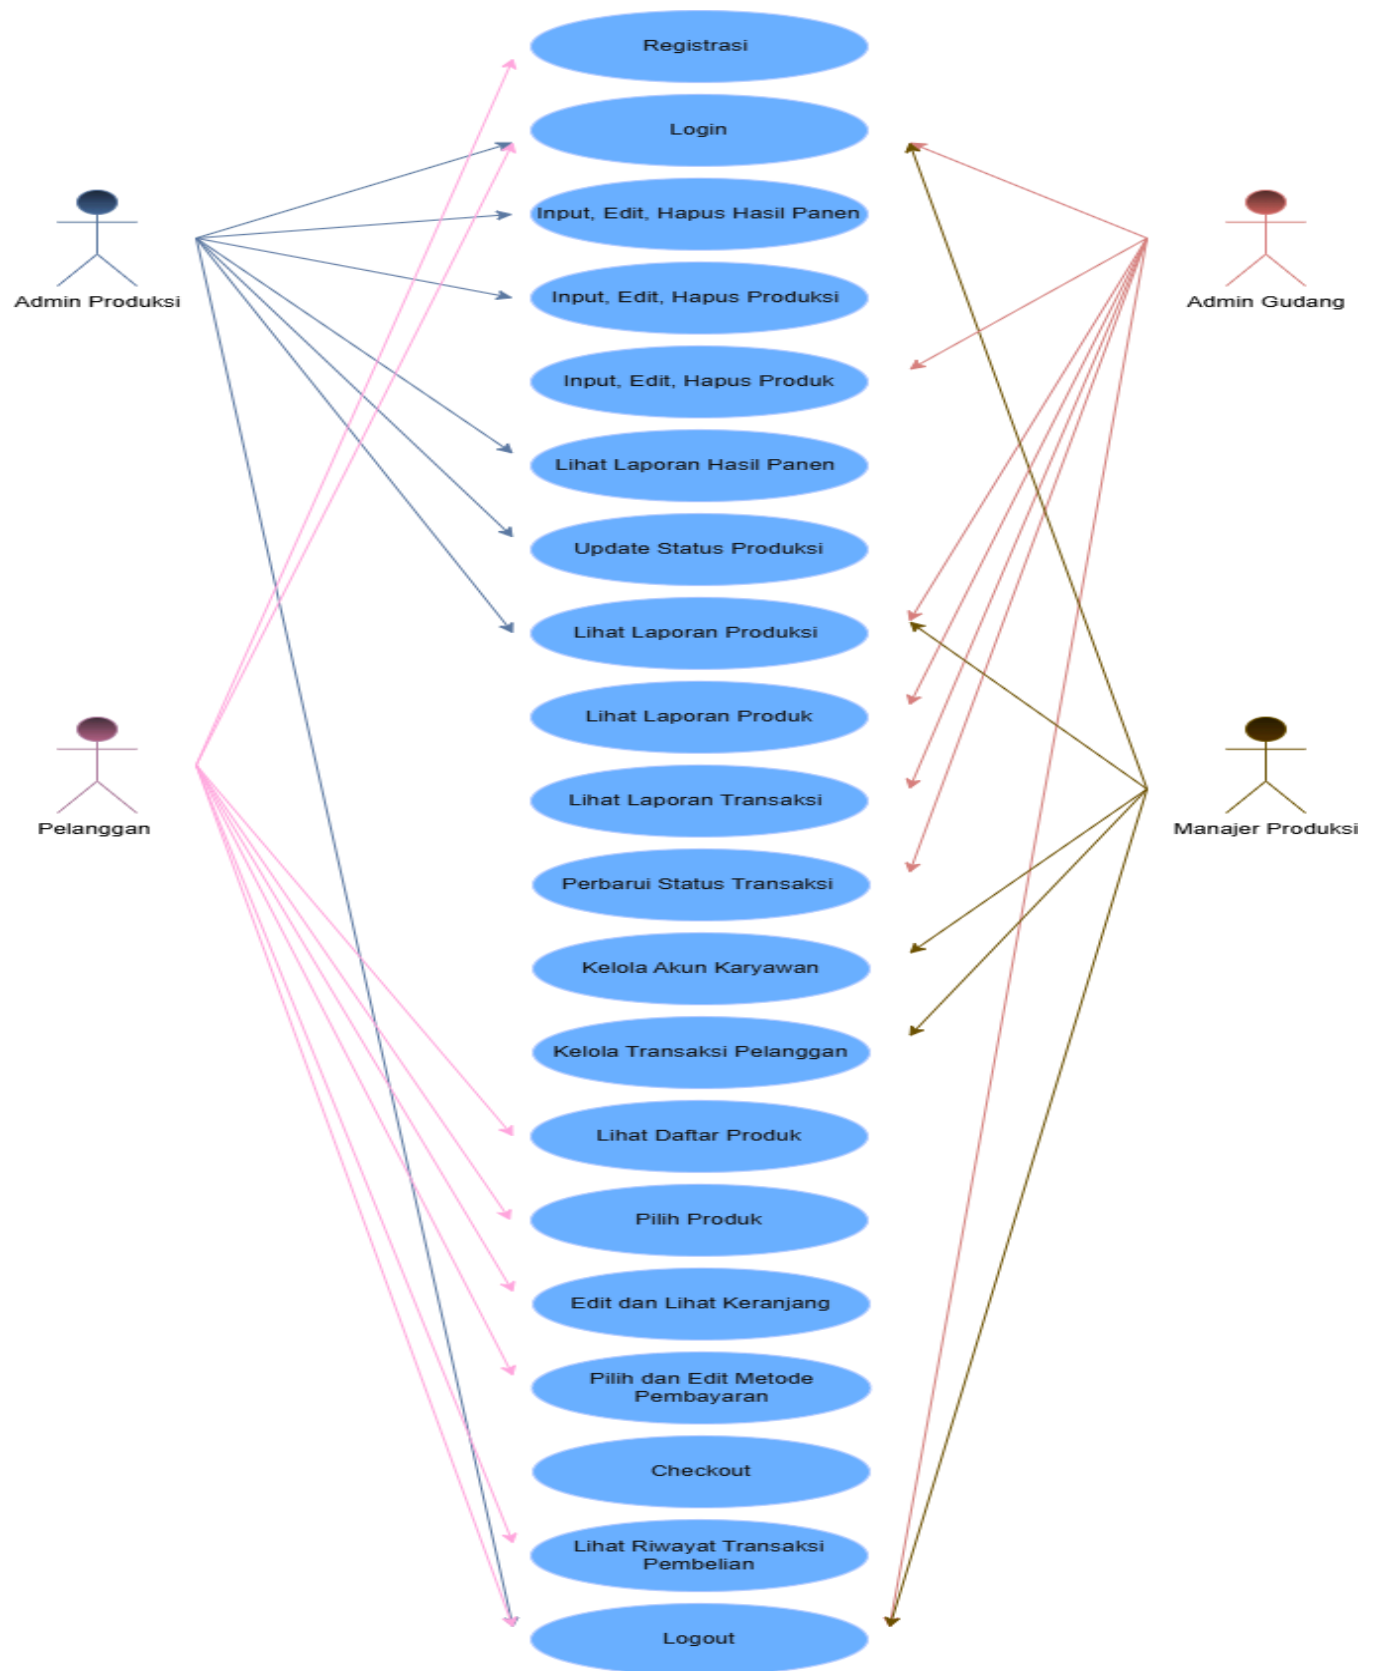 Registrasi
Login
Input, Edit, Hapus Hasil Panen
Admin Produksi
Input, Edit, Hapus Produksi
Admin Gudang
Input, Edit, Hapus Produk
Lihat Laporan Hasil Panen
Update Status Produksi
Lihat Laporan Produksi
Lihat Laporan Produk
Lihat Laporan Transaksi
Pelanggan
Manajer Produksi
Perbarui Status Transaksi
Kelola Akun Karyawan
Kelola Transaksi Pelanggan
Lihat Daftar Produk
Pilih Produk
Edit dan Lihat Keranjang
Pilih dan Edit Metode
Pembayaran
Checkout
Lihat Riwayat Transaksi
Pembelian
Logout